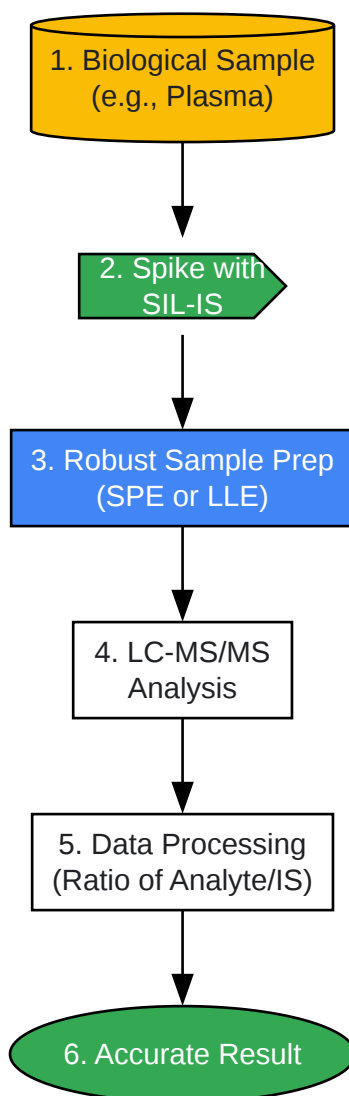 1. Biological Sample
(e.g., Plasma)
2. Spike with
SIL-IS
3. Robust Sample Prep
(SPE or LLE)
4. LC-MS/MS
Analysis
5. Data Processing
(Ratio of Analyte/IS)
6. Accurate Result